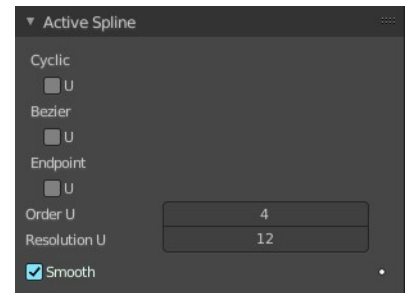 Active Spline
Cyclic
U
Bezier
U
Endpoint
U
Order U 4
Resolution U 12
Smooth